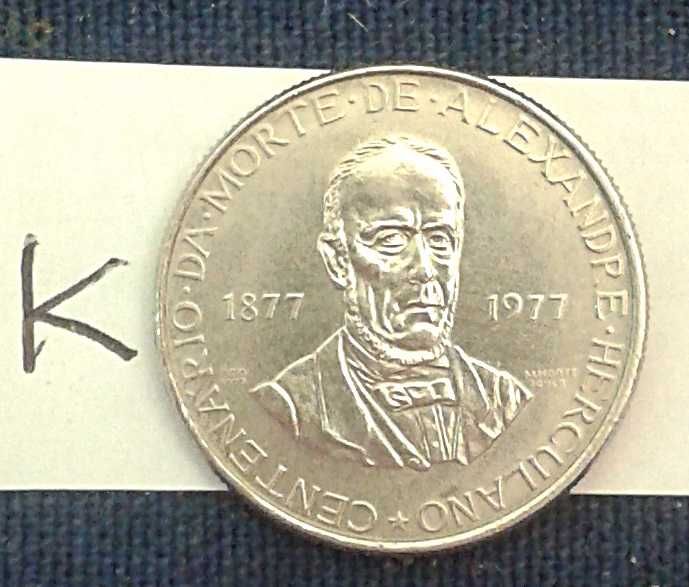 K
CENTENARIO · DA · MORTE · DE · ALEXANDRE · HERCULANO
1877 1977